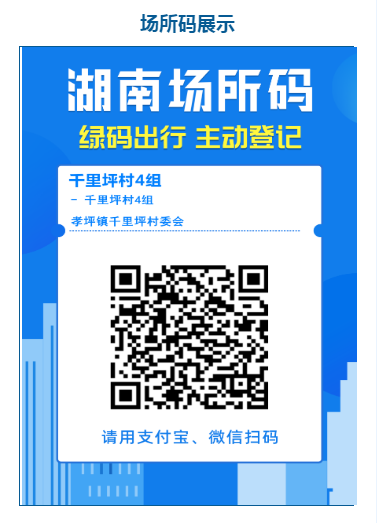 场所码展示
湖南场所码
绿码出行 主动登记
千里坪村4组
- 千里坪村4组
孝坪镇千里坪村委会
请用支付宝、微信扫码